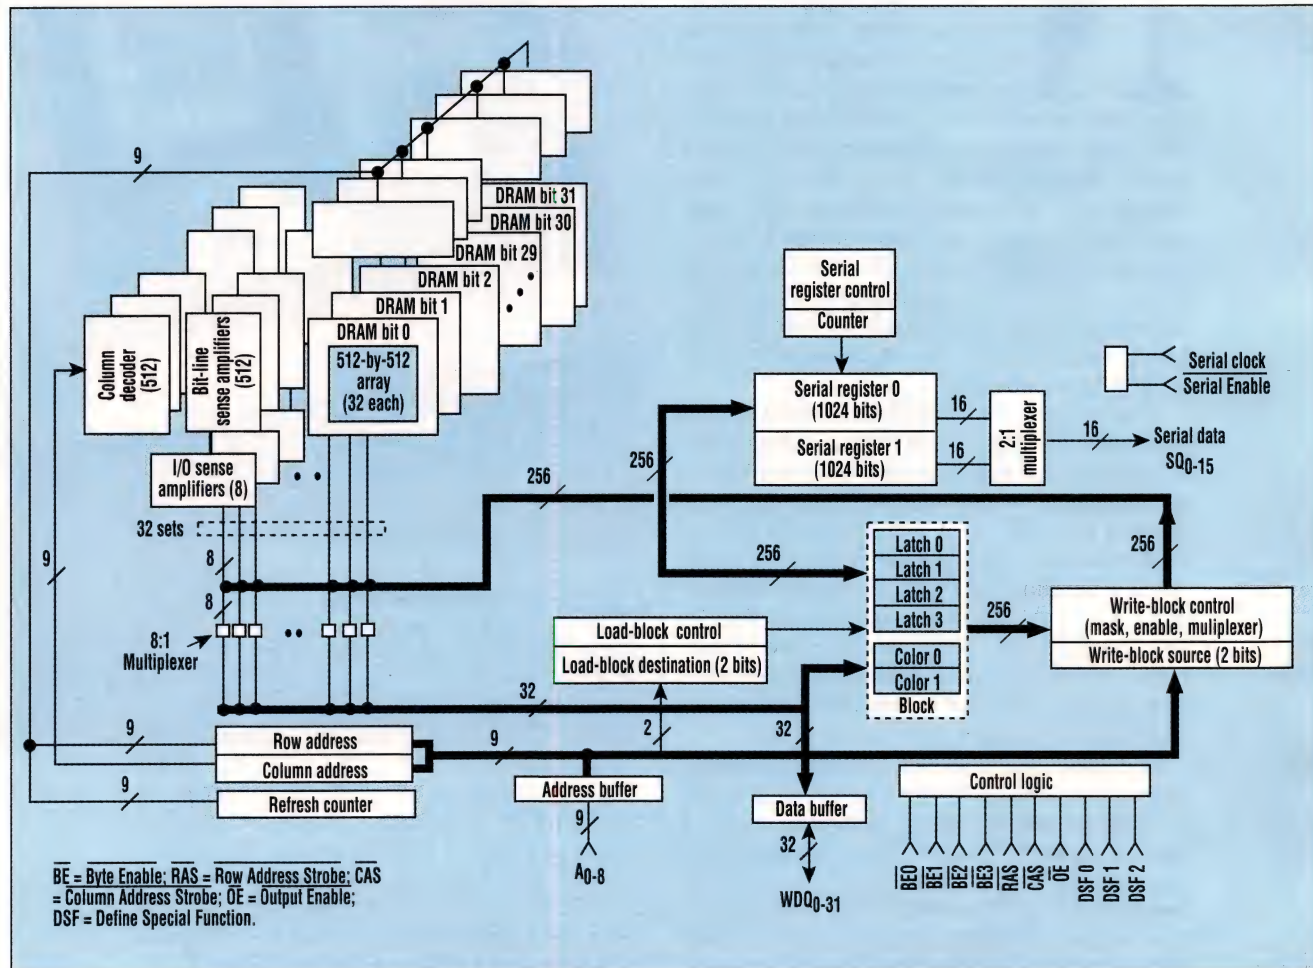 9
DRAM bit 31
DRAM bit 30
DRAM bit 29
DRAM bit 2
DRAM bit 1
DRAM bit 0
512-by-512
array
(32 each)
Column
decoder
(512)
Bit-line
sense amplifiers
(512)
I/O sense
amplifiers (8)
32 sets
9
8
8
8:1
Multiplexer
256
256
Serial
register control
Counter
Serial register 0
(1024 bits)
Serial register 1
(1024 bits)
16
16
2:1
multiplexer
16
Serial clock
Serial Enable
Serial data
SQ0-15
256
Latch 0
Latch 1
Latch 2
Latch 3
Color 0
Color 1
Block
256
256
Write-block control
(mask, enable, muliplexer)
Write-block source (2 bits)
Load-block control
Load-block destination (2 bits)
32
2
32
9
Row address
Column address
9
Refresh counter
9
Address buffer
9
A0-8
Data buffer
32
WDQ0-31
Control logic
BE0
BE1
BE2
BE3
RAS
CAS
OE
DSF 0
DSF 1
DSF 2
BE = Byte Enable; RAS = Row Address Strobe; CAS
= Column Address Strobe; OE = Output Enable;
DSF = Define Special Function.